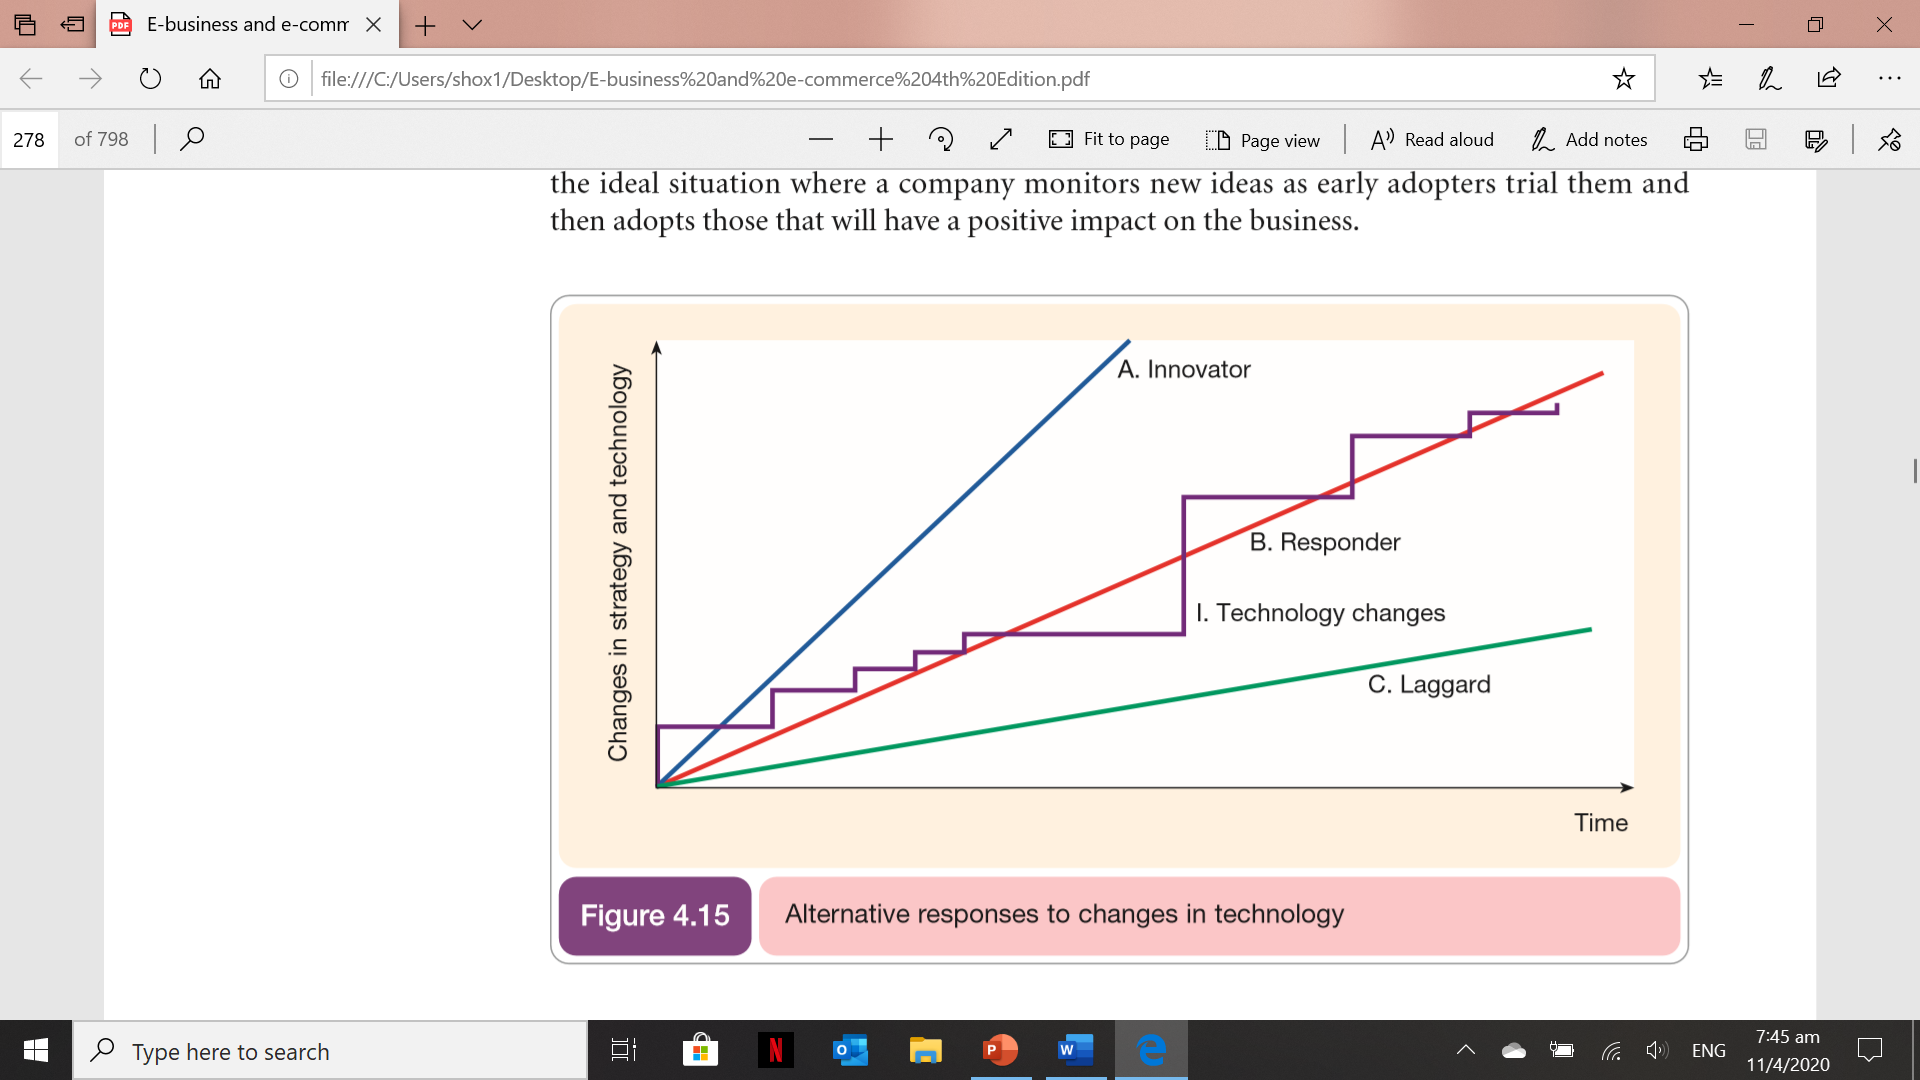 E-business and e-comm
file:///C:/Users/shox1/Desktop/E-business%20and%20e-commerce%204th%20Edition.pdf
278 of 798
Fit to page
Page view
Read aloud
Add notes
the ideal situation where a company monitors new ideas as early adopters trial them and
then adopts those that will have a positive impact on the business.
Changes in strategy and technology
A. Innovator
B. Responder
I. Technology changes
C. Laggard
Time
Figure 4.15
Alternative responses to changes in technology
Type here to search
ENG
7:45 am
11/4/2020